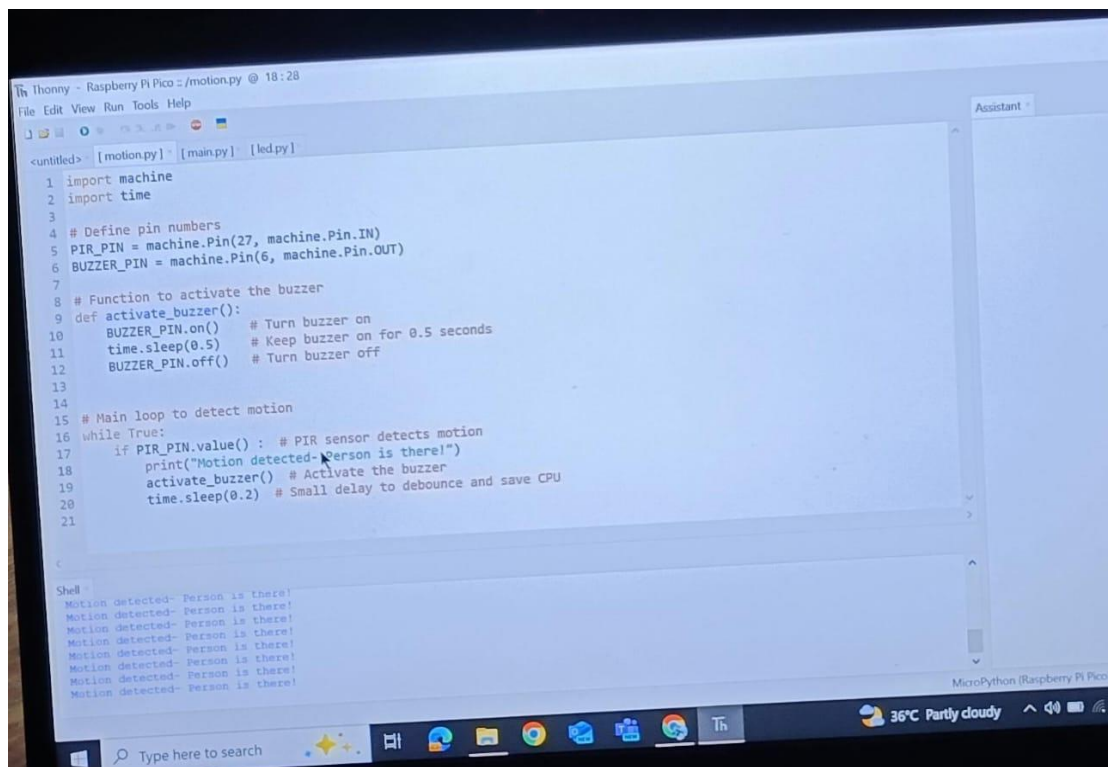 Thonny - Raspberry Pi Pico :: /motion.py @ 18 : 28
File Edit View Run Tools Help
<untitled> [ motion.py ] [ main.py ] [ led.py ]
1 import machine
2 import time
3
4 # Define pin numbers
5 PIR_PIN = machine.Pin(27, machine.Pin.IN)
6 BUZZER_PIN = machine.Pin(6, machine.Pin.OUT)
7
8 # Function to activate the buzzer
9 def activate_buzzer():
10 BUZZER_PIN.on() # Turn buzzer on
11 time.sleep(0.5) # Keep buzzer on for 0.5 seconds
12 BUZZER_PIN.off() # Turn buzzer off
13
14
15 # Main loop to detect motion
16 while True:
17 if PIR_PIN.value() : # PIR sensor detects motion
18 print("Motion detected- Person is there!")
19 activate_buzzer() # Activate the buzzer
20 time.sleep(0.2) # Small delay to debounce and save CPU
21
Assistant
Shell
Motion detected- Person is there!
Motion detected- Person is there!
Motion detected- Person is there!
Motion detected- Person is there!
Motion detected- Person is there!
Motion detected- Person is there!
Motion detected- Person is there!
Motion detected- Person is there!
MicroPython (Raspberry Pi Pico
Type here to search
Th
36°C Partly cloudy